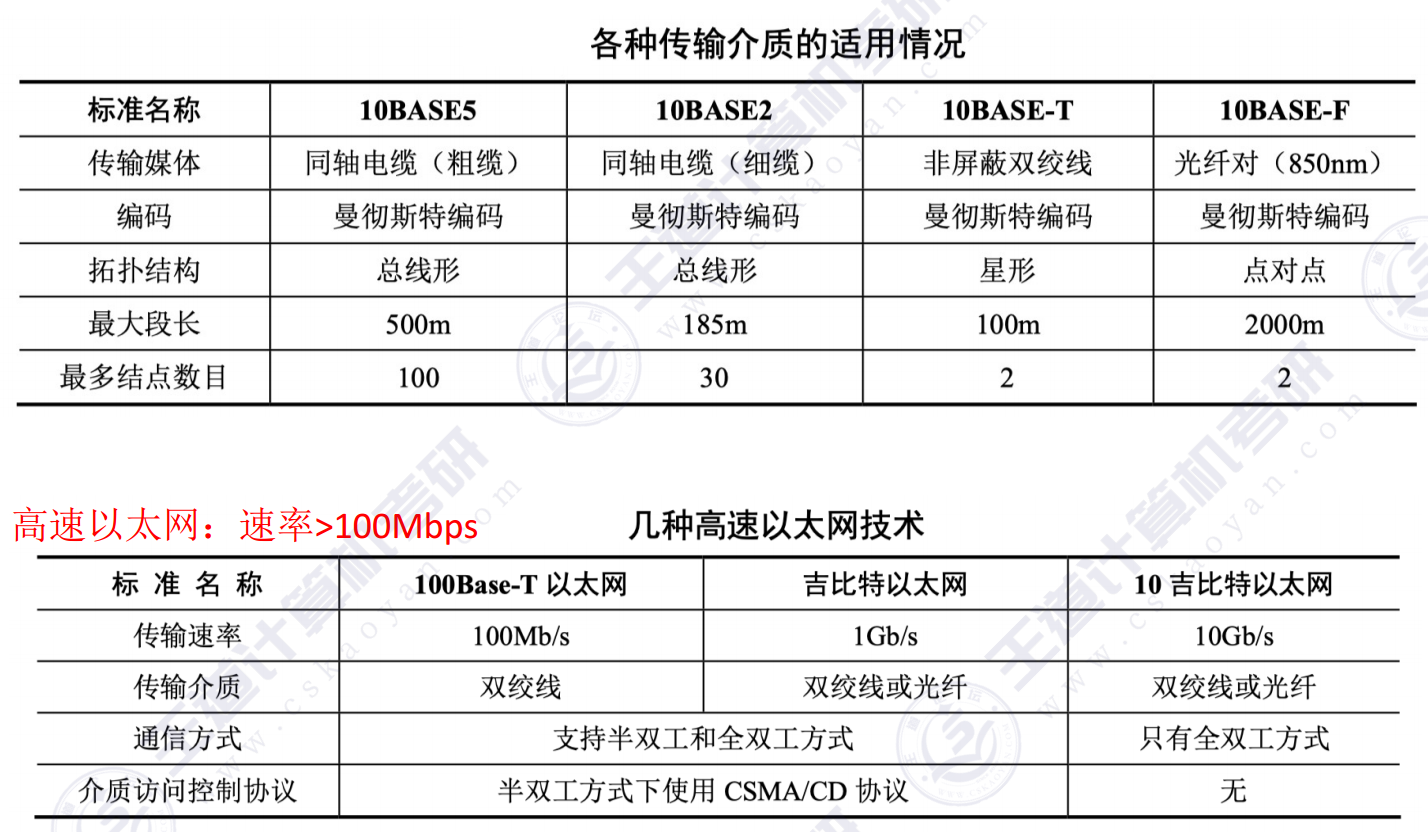 各种传输介质的适用情况
标准名称 10BASE5 10BASE2 10BASE-T 10BASE-F
传输媒体 同轴电缆（粗缆） 同轴电缆（细缆） 非屏蔽双绞线 光纤对（850nm）
编码 曼彻斯特编码 曼彻斯特编码 曼彻斯特编码 曼彻斯特编码
拓扑结构 总线形 总线形 星形 点对点
最大段长 500m 185m 100m 2000m
最多结点数目 100 30 2 2
高速以太网：速率>100Mbps 几种高速以太网技术
标 准 名 称 100Base-T 以太网 吉比特以太网 10 吉比特以太网
传输速率 100Mb/s 1Gb/s 10Gb/s
传输介质 双绞线 双绞线或光纤 双绞线或光纤
通信方式 支持半双工和全双工方式 只有全双工方式
介质访问控制协议 半双工方式下使用 CSMA/CD 协议 无
王道计算机考研
www.cskaoyan.com